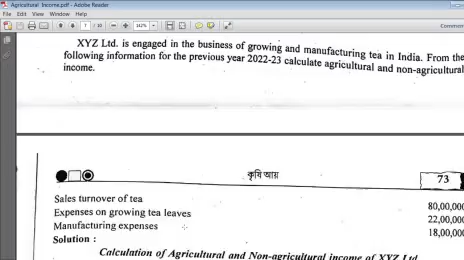 Agricultural Income.pdf - Adobe Reader
File Edit View Window Help
7 / 10
142%
Comment
XYZ Ltd. is engaged in the business of growing and manufacturing tea in India. From the
following information for the previous year 2022-23 calculate agricultural and non-agricultural
income.
কৃষি আয়
73
Sales turnover of tea 80,00,000
Expenses on growing tea leaves 22,00,000
Manufacturing expenses 18,00,000
Solution :
Calculation of Agricultural and Non-agricultural income of XYZ Ltd